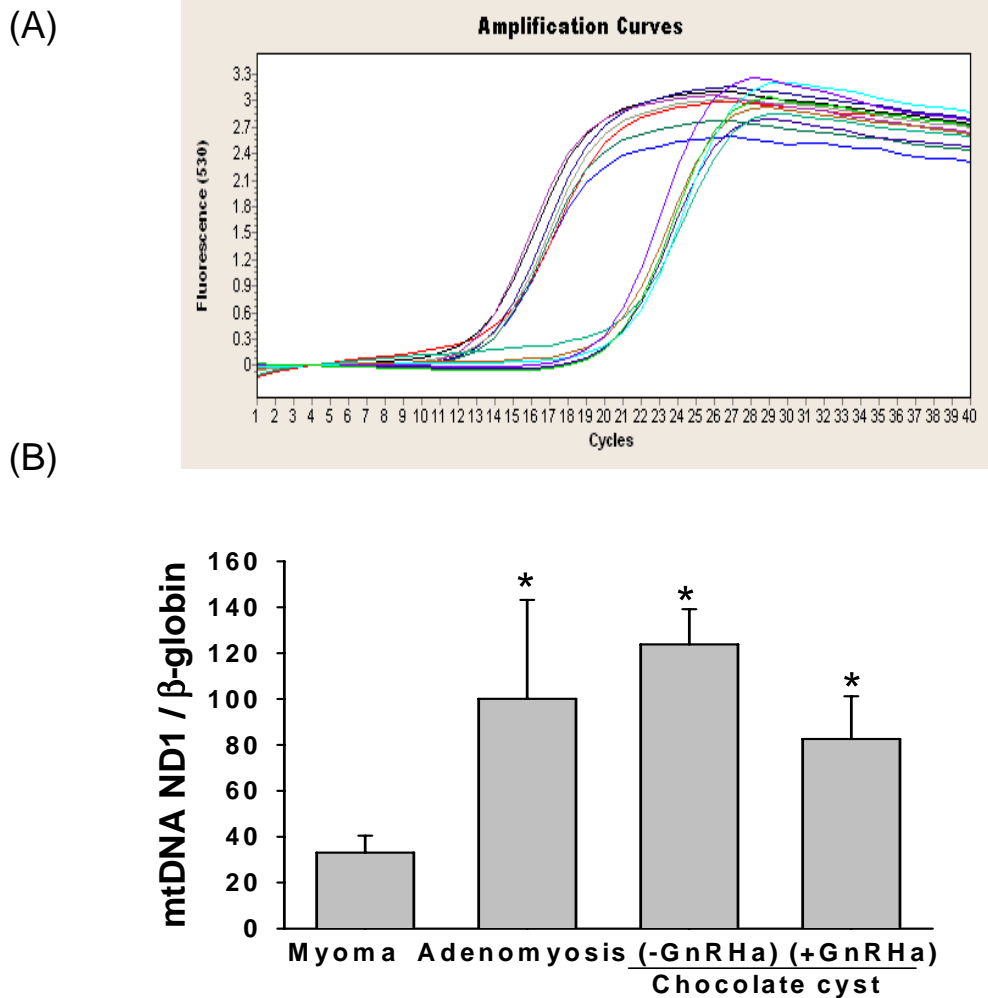 (A)
Amplification Curves
Fluorescence (530)
3.3
3
2.7
2.4
2.1
1.8
1.5
1.2
0.9
0.6
0.3
0
1 2 3 4 5 6 7 8 9 10 11 12 13 14 15 16 17 18 19 20 21 22 23 24 25 26 27 28 29 30 31 32 33 34 35 36 37 38 39 40
Cycles
(B)
mtDNA ND1 / β-globin
160
140
120
100
80
60
40
20
0
* * *
Myoma Adenomyosis (-GnRHa) (+GnRHa)
Chocolate cyst